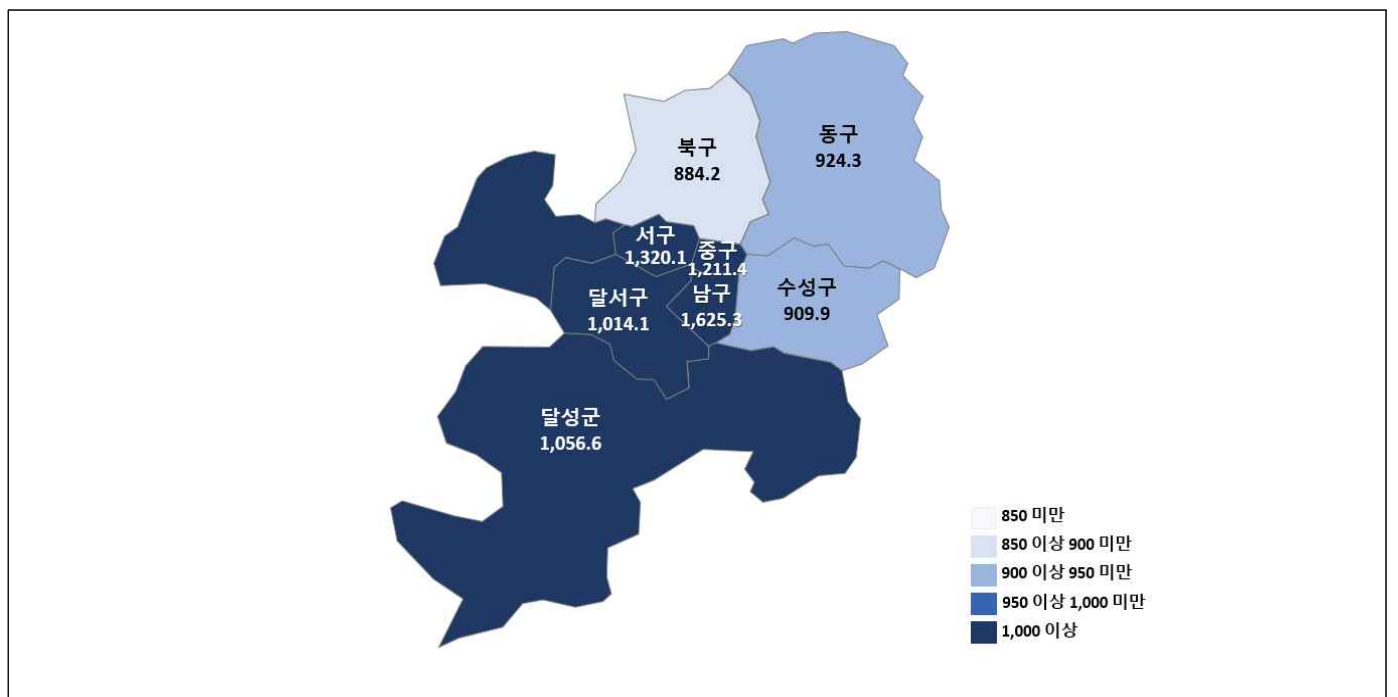 북구
884.2
동구
924.3
서구
1,320.1
중구
1,211.4
달서구
1,014.1
남구
1,625.3
수성구
909.9
달성군
1,056.6
850 미만
850 이상 900 미만
900 이상 950 미만
950 이상 1,000 미만
1,000 이상